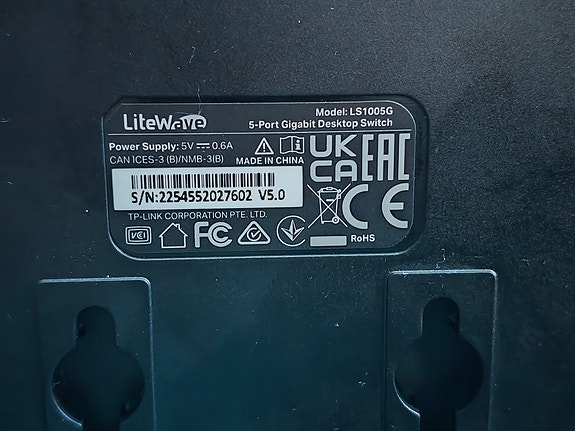 LiteWave
Model: LS1005G
5-Port Gigabit Desktop Switch
Power Supply: 5V ⎓ 0.6A
CAN ICES-3 (B)/NMB-3(B)
MADE IN CHINA
S/N:2254552027602 V5.0
TP-LINK CORPORATION PTE. LTD.
UK
CA
EAC
CE
VCCI
FC
RoHS